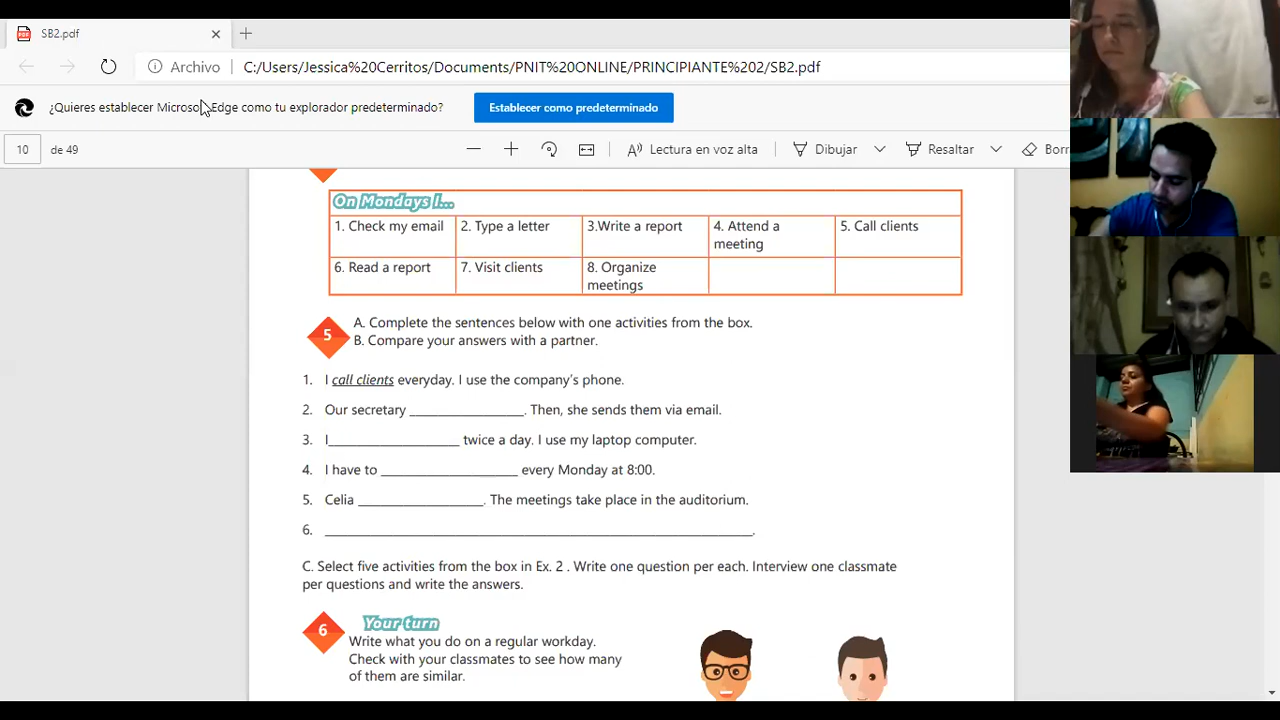 SB2.pdf
Archivo
C:/Users/Jessica%20Cerritos/Documents/PNIT%20ONLINE/PRINCIPIANTE%202/SB2.pdf
¿Quieres establecer Microsoft Edge como tu explorador predeterminado?
Establecer como predeterminado
10 de 49
Lectura en voz alta
Dibujar
Resaltar
Borr
On Mondays I...
1. Check my email
2. Type a letter
3.Write a report
4. Attend a
meeting
5. Call clients
6. Read a report
7. Visit clients
8. Organize
meetings
5
A. Complete the sentences below with one activities from the box.
B. Compare your answers with a partner.
1. I call clients everyday. I use the company's phone.
2. Our secretary ____________________. Then, she sends them via email.
3. I_______________________ twice a day. I use my laptop computer.
4. I have to ________________________ every Monday at 8:00.
5. Celia ______________________. The meetings take place in the auditorium.
6. ___________________________________________________________________________.
C. Select five activities from the box in Ex. 2 . Write one question per each. Interview one classmate
per questions and write the answers.
6
Your turn
Write what you do on a regular workday.
Check with your classmates to see how many
of them are similar.